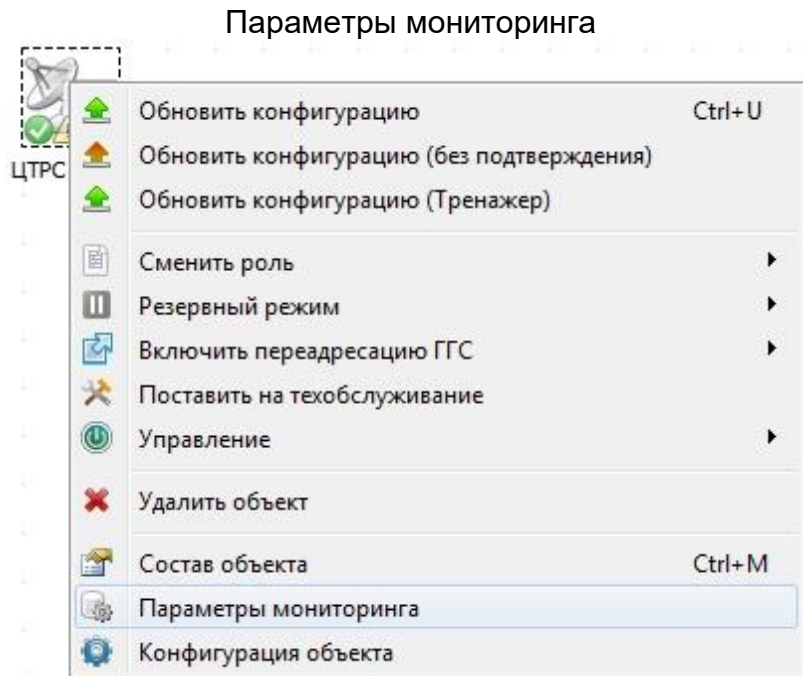 Параметры мониторинга
Обновить конфигурацию Ctrl+U
ЦТРС Обновить конфигурацию (без подтверждения)
Обновить конфигурацию (Тренажер)
Сменить роль
Резервный режим
Включить переадресацию ГГС
Поставить на техобслуживание
Управление
Удалить объект
Состав объекта Ctrl+M
Параметры мониторинга
Конфигурация объекта